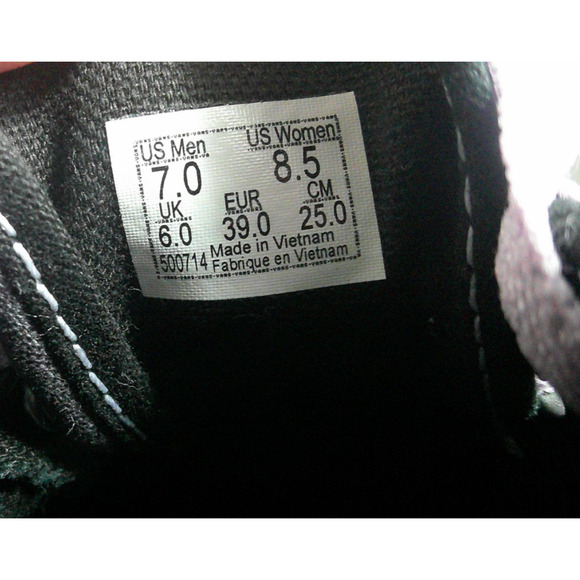 US Men US Women
7.0 8.5
UK EUR CM
6.0 39.0 25.0
500714 Made in Vietnam
Fabrique en Vietnam